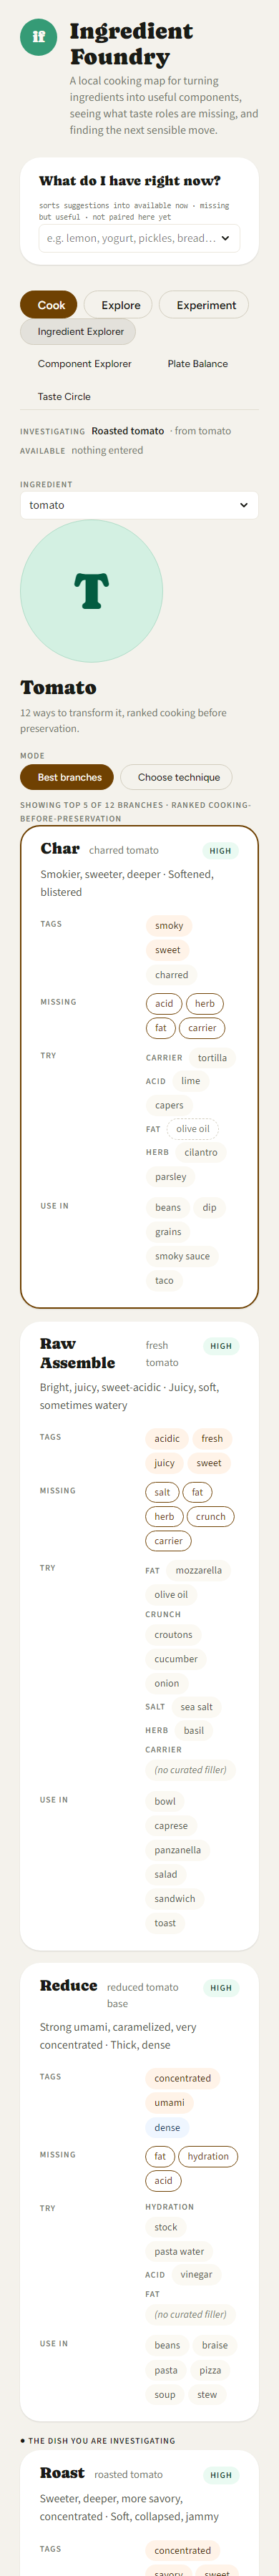 if
Ingredient
Foundry
A local cooking map for turning
ingredients into useful components,
seeing what taste roles are missing, and
finding the next sensible move.
What do I have right now?
sorts suggestions into available now · missing
but useful · not paired here yet
e.g. lemon, yogurt, pickles, bread…
Cook Explore Experiment
Ingredient Explorer
Component Explorer Plate Balance
Taste Circle
INVESTIGATING Roasted tomato · from tomato
AVAILABLE nothing entered
INGREDIENT
tomato
T
Tomato
12 ways to transform it, ranked cooking before
preservation.
MODE
Best branches Choose technique
SHOWING TOP 5 OF 12 BRANCHES · RANKED COOKING-
BEFORE-PRESERVATION
Char charred tomato HIGH
Smokier, sweeter, deeper · Softened,
blistered
TAGS smoky
sweet
charred
MISSING acid herb
fat carrier
TRY CARRIER tortilla
ACID lime
capers
FAT olive oil
HERB cilantro
parsley
USE IN beans dip
grains
smoky sauce
taco
Raw fresh HIGH
Assemble tomato
Bright, juicy, sweet-acidic · Juicy, soft,
sometimes watery
TAGS acidic fresh
juicy sweet
MISSING salt fat
herb crunch
carrier
TRY FAT mozzarella
olive oil
CRUNCH
croutons
cucumber
onion
SALT sea salt
HERB basil
CARRIER
(no curated filler)
USE IN bowl
caprese
panzanella
salad
sandwich
toast
Reduce reduced tomato HIGH
base
Strong umami, caramelized, very
concentrated · Thick, dense
TAGS concentrated
umami
dense
MISSING fat hydration
acid
TRY HYDRATION
stock
pasta water
ACID vinegar
FAT
(no curated filler)
USE IN beans braise
pasta pizza
soup stew
● THE DISH YOU ARE INVESTIGATING
Roast roasted tomato HIGH
Sweeter, deeper, more savory,
concentrated · Soft, collapsed, jammy
TAGS concentrated
savory sweet